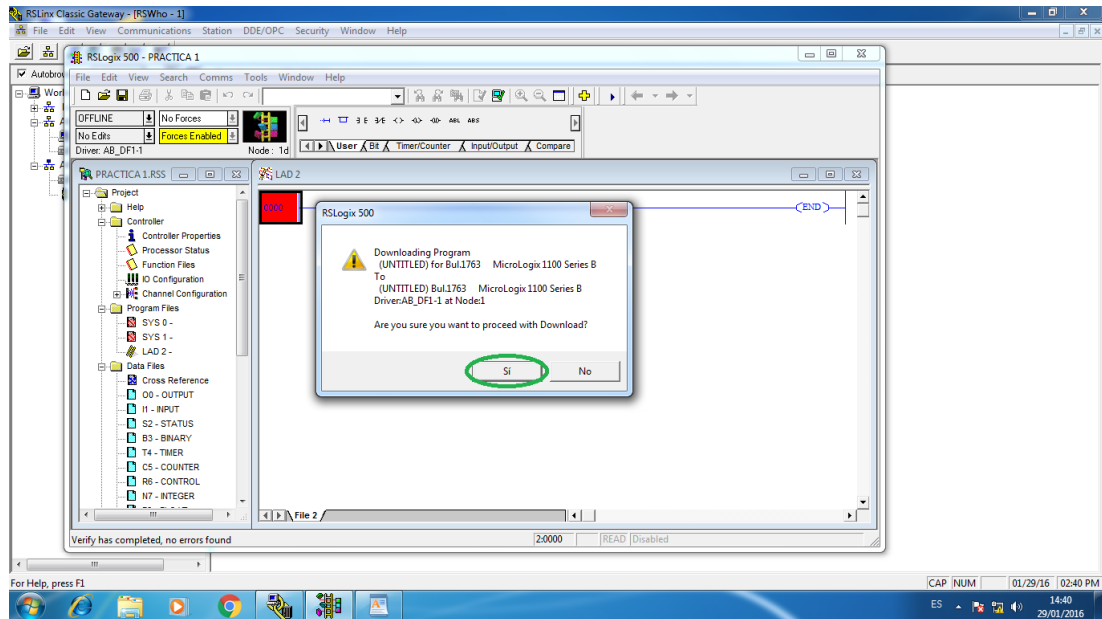 RSLinx Classic Gateway - [RSWho - 1]
File Edit View Communications Station DDE/OPC Security Window Help
RSLogix 500 - PRACTICA 1
File Edit View Search Comms Tools Window Help
OFFLINE No Forces
No Edits Forces Enabled
Driver: AB_DF1-1 Node : 1d
ABL ABS
User Bit Timer/Counter Input/Output Compare
PRACTICA 1.RSS
LAD 2
Project
Help
Controller
Controller Properties
Processor Status
Function Files
IO Configuration
Channel Configuration
Program Files
SYS 0 -
SYS 1 -
LAD 2 -
Data Files
Cross Reference
O0 - OUTPUT
I1 - INPUT
S2 - STATUS
B3 - BINARY
T4 - TIMER
C5 - COUNTER
R6 - CONTROL
N7 - INTEGER
0000
(END)
RSLogix 500
Downloading Program
(UNTITLED) for Bul.1763 MicroLogix 1100 Series B
To
(UNTITLED) Bul.1763 MicroLogix 1100 Series B
Driver:AB_DF1-1 at Node:1
Are you sure you want to proceed with Download?
Sí No
File 2
Verify has completed, no errors found 2:0000 READ Disabled
For Help, press F1 CAP NUM 01/29/16 02:40 PM
ES 14:40
29/01/2016